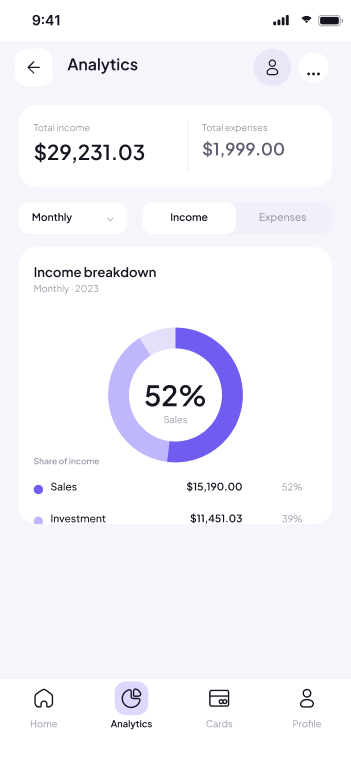 9:41
Analytics
...
Total income
$29,231.03
Total expenses
$1,999.00
Monthly
Income
Expenses
Income breakdown
Monthly · 2023
52%
Sales
Share of income
Sales $15,190.00 52%
Investment $11,451.03 39%
Home
Analytics
Cards
Profile